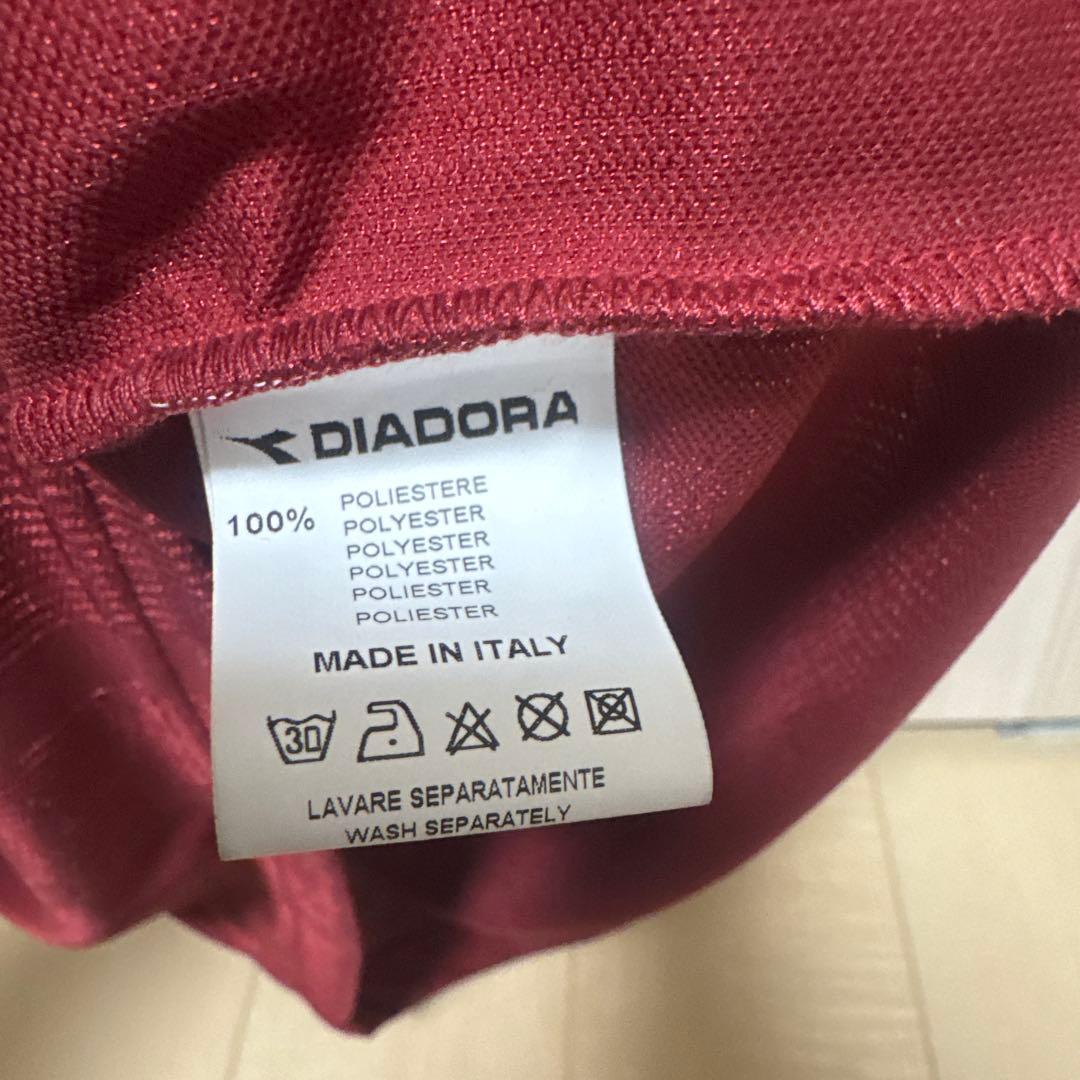 DIADORA
100% POLIESTERE
POLYESTER
POLYESTER
POLYESTER
POLIESTER
POLIESTER
MADE IN ITALY
30
LAVARE SEPARATAMENTE
WASH SEPARATELY